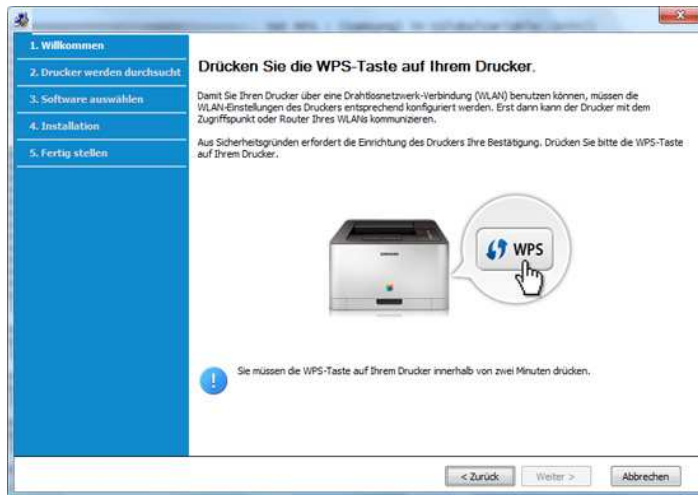 1. Willkommen
2. Drucker werden durchsucht
3. Software auswählen
4. Installation
5. Fertig stellen
Drücken Sie die WPS-Taste auf Ihrem Drucker.
Damit Sie Ihren Drucker über eine Drahtlosnetzwerk-Verbindung (WLAN) benutzen können, müssen die
WLAN-Einstellungen des Druckers entsprechend konfiguriert werden. Erst dann kann der Drucker mit dem
Zugriffspunkt oder Router Ihres WLANs kommunizieren.
Aus Sicherheitsgründen erfordert die Einrichtung des Druckers Ihre Bestätigung. Drücken Sie bitte die WPS-Taste
auf Ihrem Drucker.
WPS
Sie müssen die WPS-Taste auf Ihrem Drucker innerhalb von zwei Minuten drücken.
< Zurück
Weiter >
Abbrechen